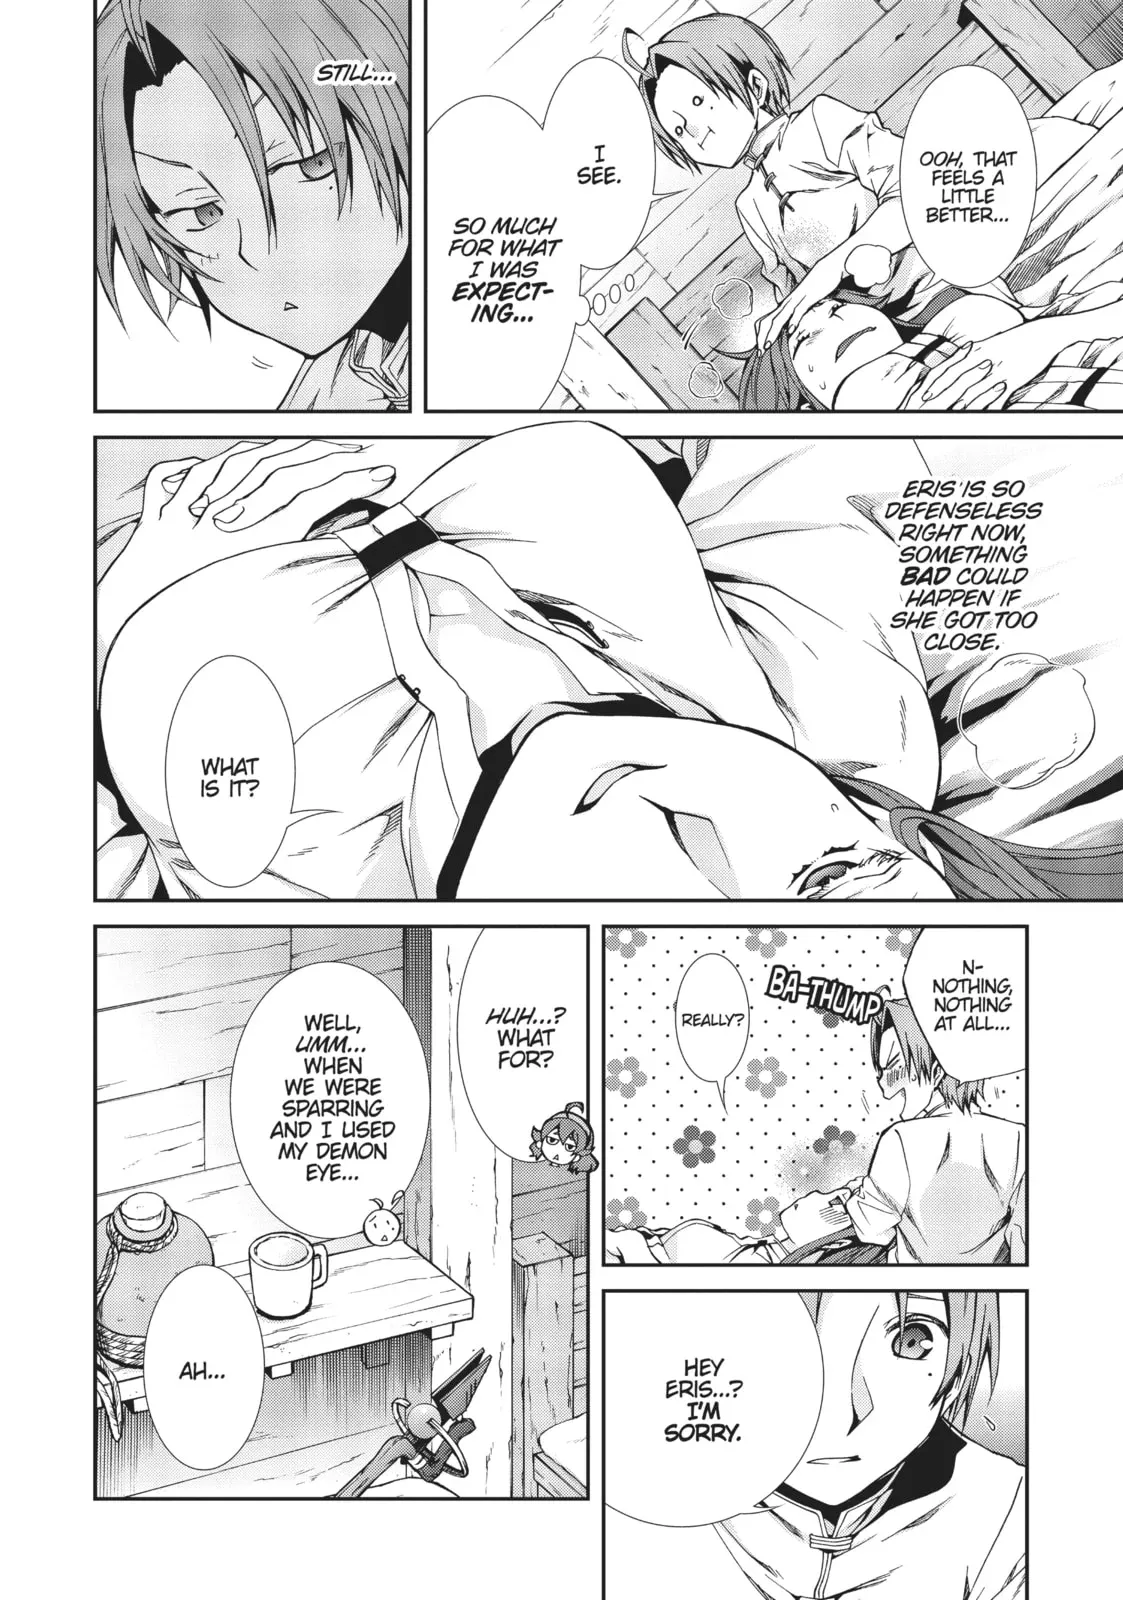 OOH, THAT
FEELS A
LITTLE
BETTER...
I
SEE.
SO MUCH
FOR WHAT
I WAS
EXPECT-
ING...
STILL...
ERIS IS SO
DEFENSELESS
RIGHT NOW,
SOMETHING
BAD COULD
HAPPEN IF
SHE GOT TOO
CLOSE.
WHAT
IS IT?
N-
NOTHING,
NOTHING
AT ALL...
BA-THUMP
REALLY?
HEY
ERIS...?
I'M
SORRY.
HUH...?
WHAT
FOR?
WELL,
UMM...
WHEN
WE WERE
SPARRING
AND I USED
MY DEMON
EYE...
AH...